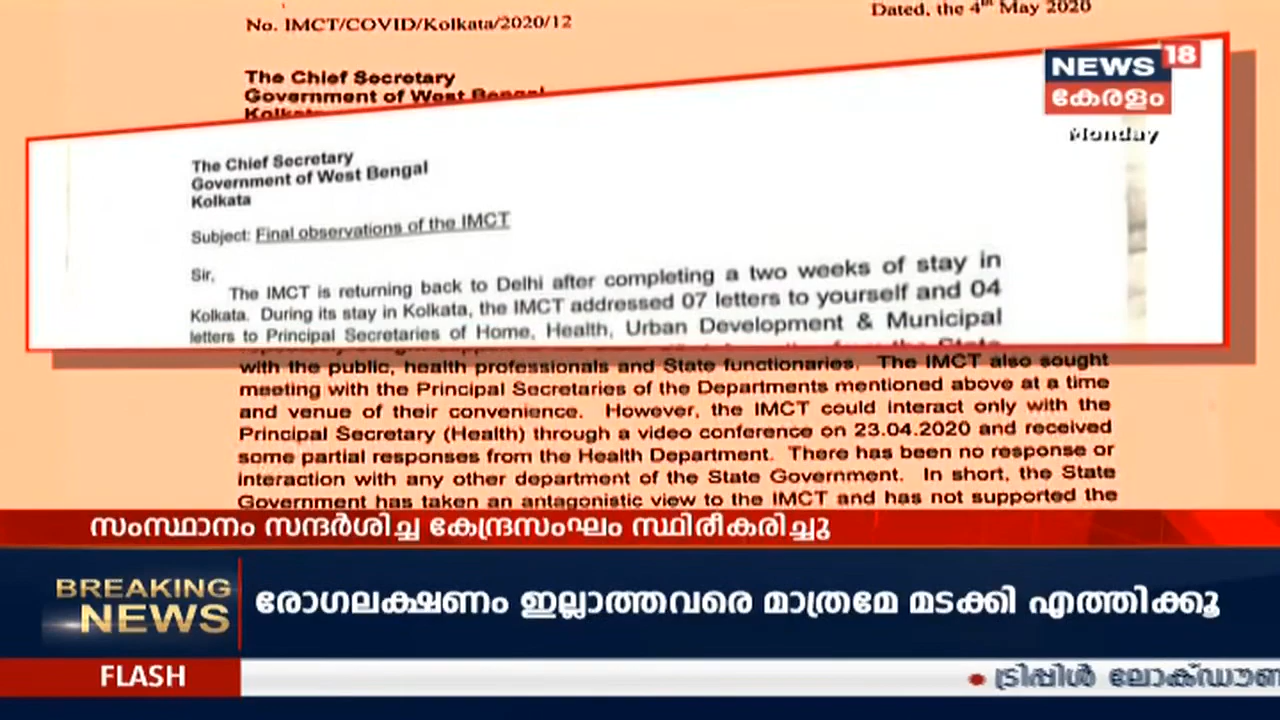 No. IMCT/COVID/Kolkata/2020/12
Dated, the 4th May 2020
The Chief Secretary
Government of West Bengal
NEWS 18
കേരളം
Monday
The Chief Secretary
Government of West Bengal
Kolkata
Subject: Final observations of the IMCT
Sir,
The IMCT is returning back to Delhi after completing a two weeks of stay in
Kolkata. During its stay in Kolkata, the IMCT addressed 07 letters to yourself and 04
letters to Principal Secretaries of Home, Health, Urban Development & Municipal
with the public, health professionals and State functionaries. The IMCT also sought
meeting with the Principal Secretaries of the Departments mentioned above at a time
and venue of their convenience. However, the IMCT could interact only with the
Principal Secretary (Health) through a video conference on 23.04.2020 and received
some partial responses from the Health Department. There has been no response or
interaction with any other department of the State Government. In short, the State
Government has taken an antagonistic view to the IMCT and has not supported the
സംസ്ഥാനം സന്ദർശിച്ച കേന്ദ്രസംഘം സ്ഥിരീകരിച്ചു
BREAKING NEWS
രോഗലക്ഷണം ഇല്ലാത്തവരെ മാത്രമേ മടക്കി എത്തിക്കൂ
FLASH
• ട്രിപ്പിൾ ലോക്ഡൗൺ